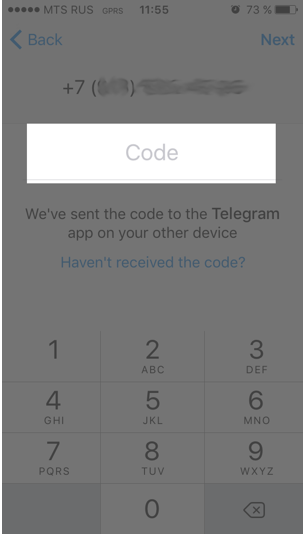 MTS RUS GPRS 11:55 73 %
Back Next
+7
Code
We've sent the code to the Telegram
app on your other device
Haven't received the code?
1 2 3
ABC DEF
4 5 6
GHI JKL MNO
7 8 9
PQRS TUV WXYZ
0